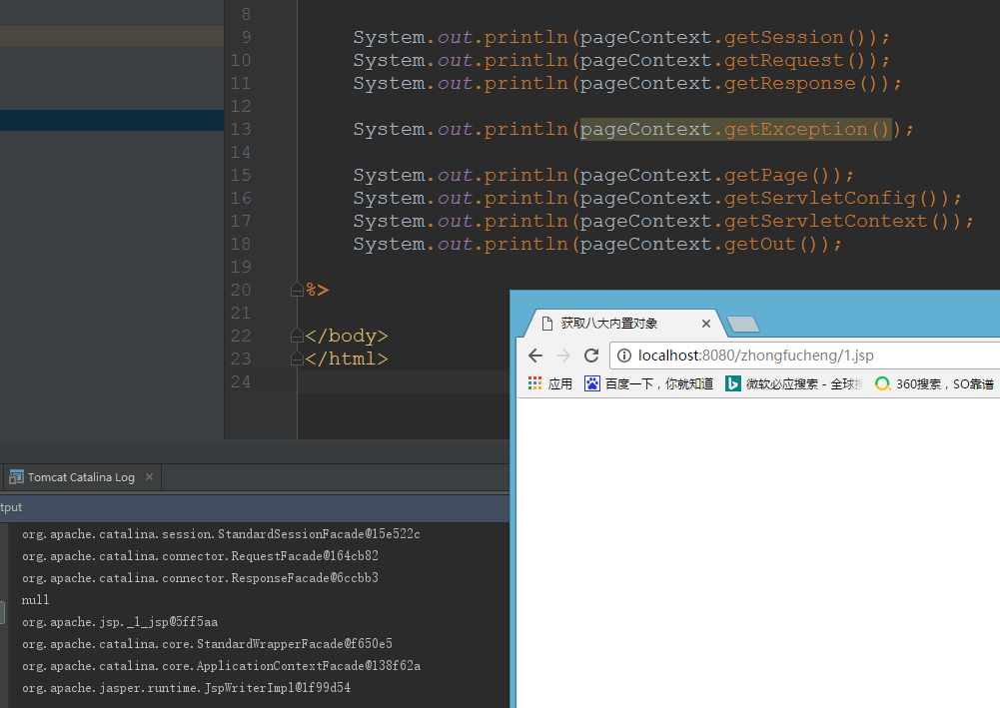 8
9 System.out.println(pageContext.getSession());
10 System.out.println(pageContext.getRequest());
11 System.out.println(pageContext.getResponse());
12
13 System.out.println(pageContext.getException());
14
15 System.out.println(pageContext.getPage());
16 System.out.println(pageContext.getServletConfig());
17 System.out.println(pageContext.getServletContext());
18 System.out.println(pageContext.getOut());
19
20 %>
21
22 </body>
23 </html>
24
获取八大内置对象
localhost:8080/zhongfucheng/1.jsp
应用 百度一下，你就知道 微软必应搜索 - 全球搜 360搜索，SO靠谱
Tomcat Catalina Log
tput
org.apache.catalina.session.StandardSessionFacade@15e522c
org.apache.catalina.connector.RequestFacade@164cb82
org.apache.catalina.connector.ResponseFacade@6ccbb3
null
org.apache.jsp._1_jsp@5ff5aa
org.apache.catalina.core.StandardWrapperFacade@f650e5
org.apache.catalina.core.ApplicationContextFacade@138f62a
org.apache.jasper.runtime.JspWriterImpl@1f99d54